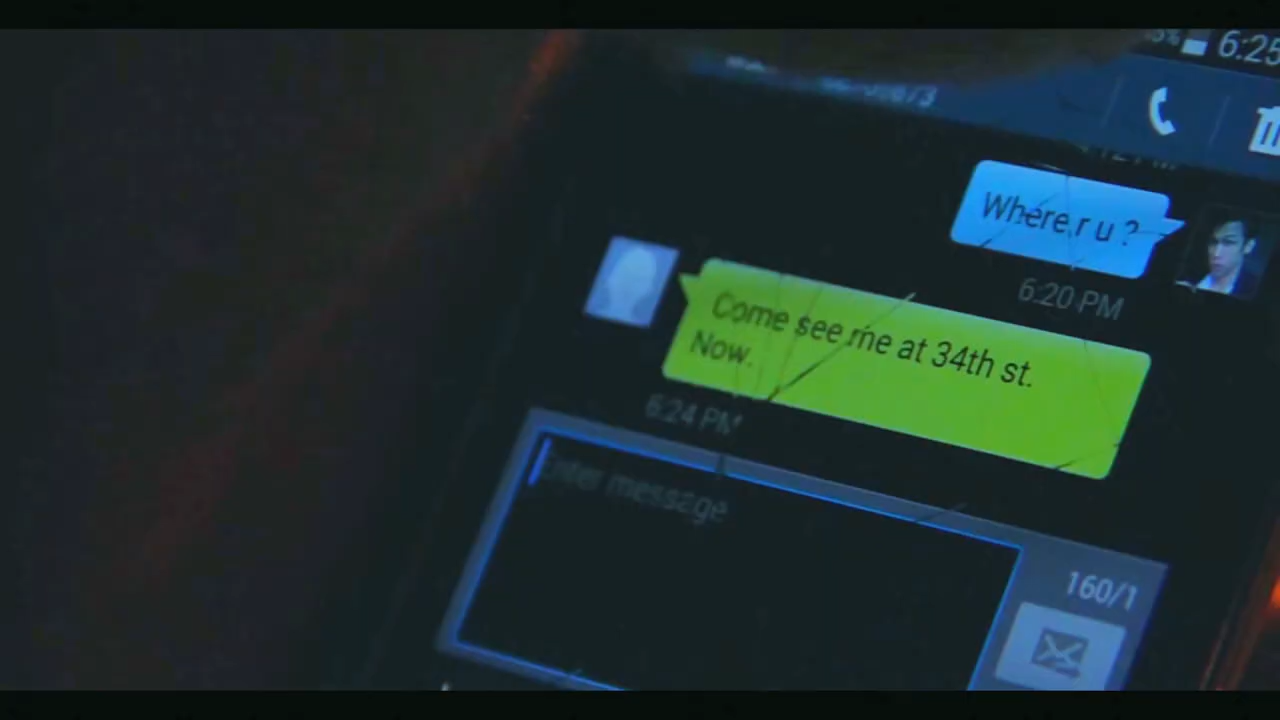 6:25
Where r u ?
6:20 PM
Come see me at 34th st.
Now.
6:24 PM
Enter message
160/1